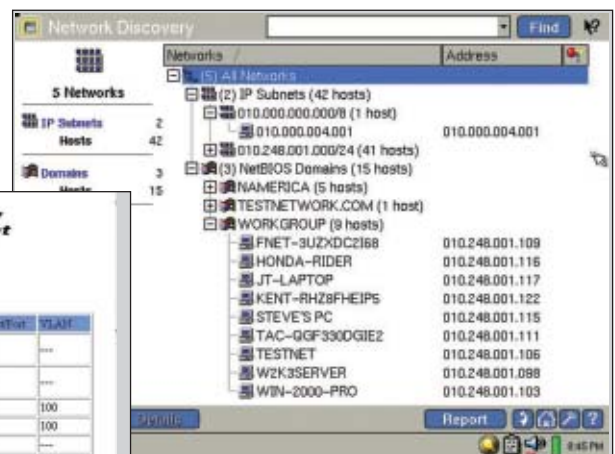 Network Discovery
Find
Networks / Address
5 Networks
IP Subnets 2
Hosts 42
Domains 3
Hosts 15
(5) All Networks
(2) IP Subnets (42 hosts)
010.000.000.000/8 (1 host)
010.000.004.001 010.000.004.001
010.248.001.000/24 (41 hosts)
(3) NetBIOS Domains (15 hosts)
NAMERICA (5 hosts)
TESTNETWORK.COM (1 host)
WORKGROUP (9 hosts)
FNET-3UZXDC2I68 010.248.001.109
HONDA-RIDER 010.248.001.116
JT-LAPTOP 010.248.001.117
KENT-RHZ8FHEIP5 010.248.001.122
STEVE'S PC 010.248.001.115
TAC-QGF330DGIE2 010.248.001.111
TESTNET 010.248.001.106
W2K3SERVER 010.248.001.098
WIN-2000-PRO 010.248.001.103
Details Report ?
8:45 PM
VLAN
---
---
100
100
---